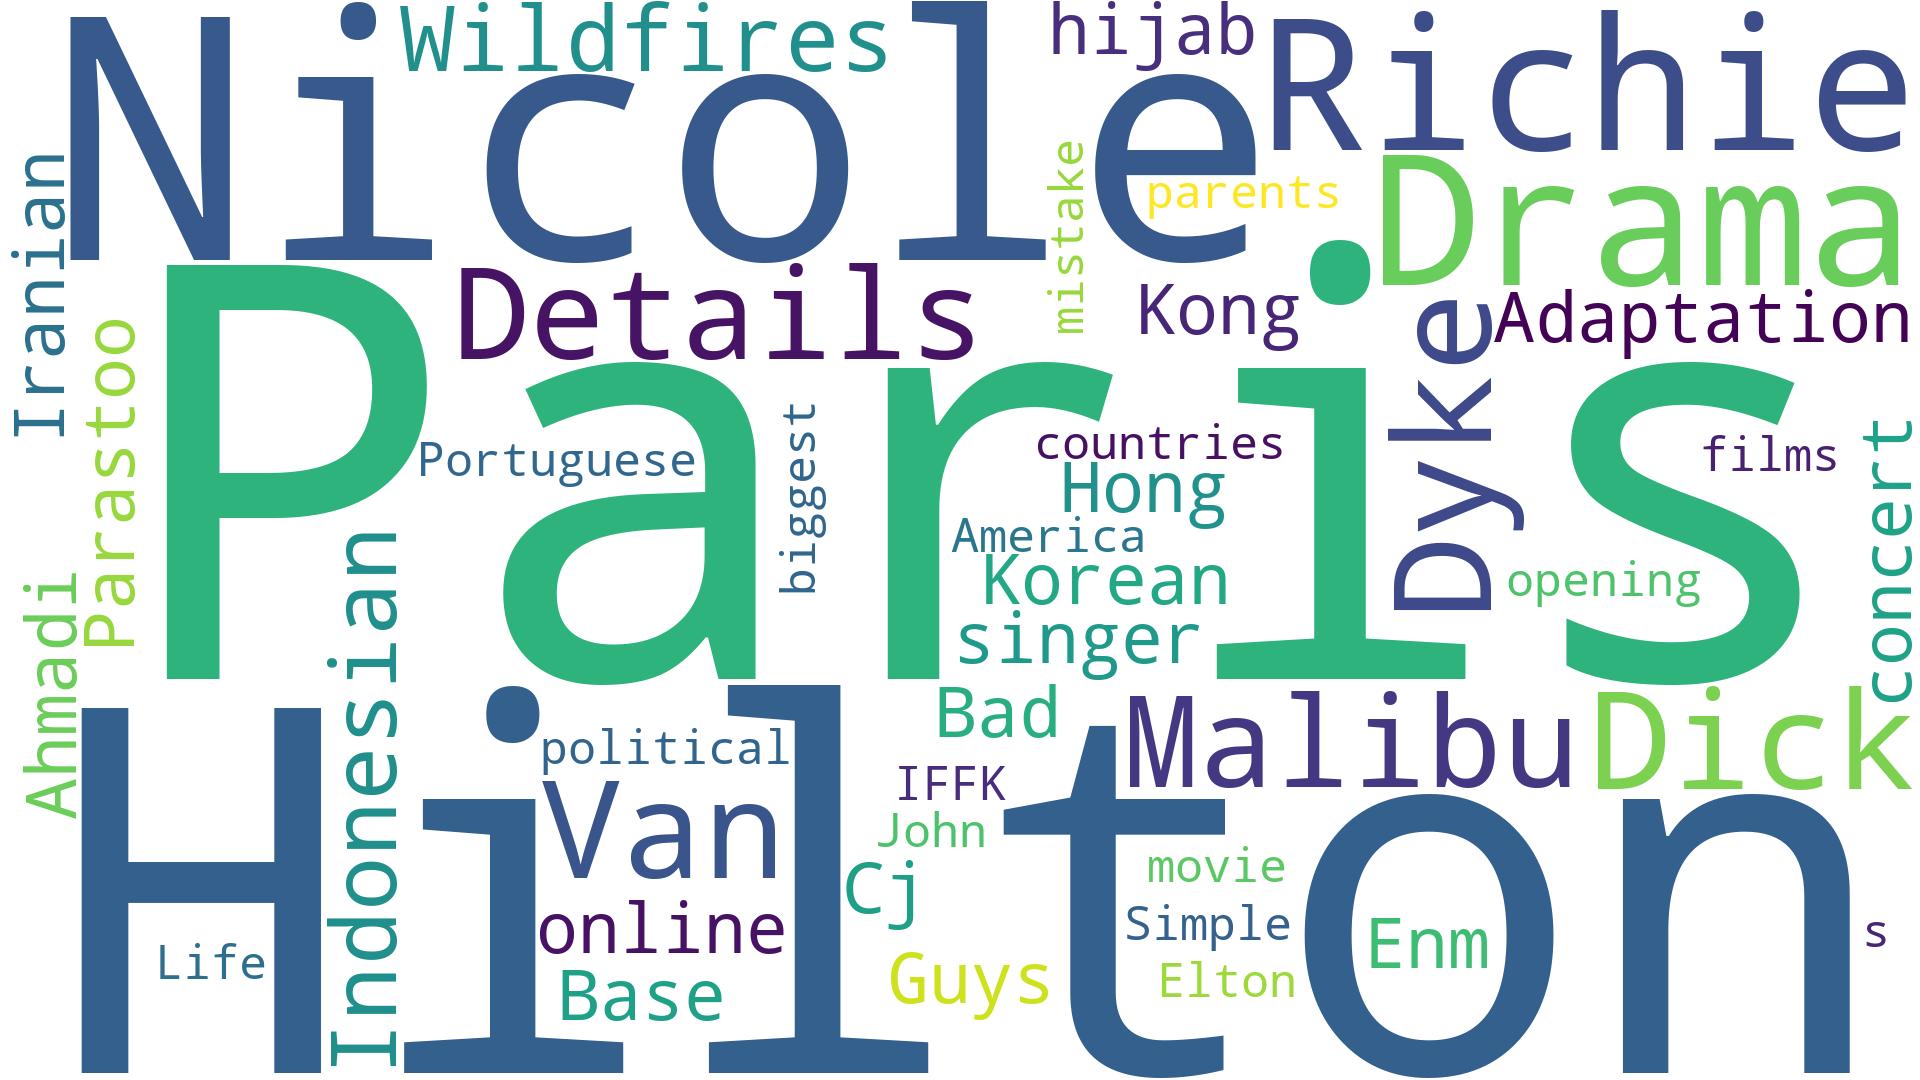 Nicole
Wildfires
hijab
Richie
Iranian
mistake
parents
Drama
Details
Kong
Adaptation
Parastoo
Paris
Dyke
Portuguese
biggest
countries
films
Hong
concert
America
Korean
opening
singer
Ahmadi
Indonesian
Hilton
Bad
Malibu
Dick
political
IFFK
Van
John
Cj
movie
online
Simple
Enm
s
Life
Base
Guys
Elton